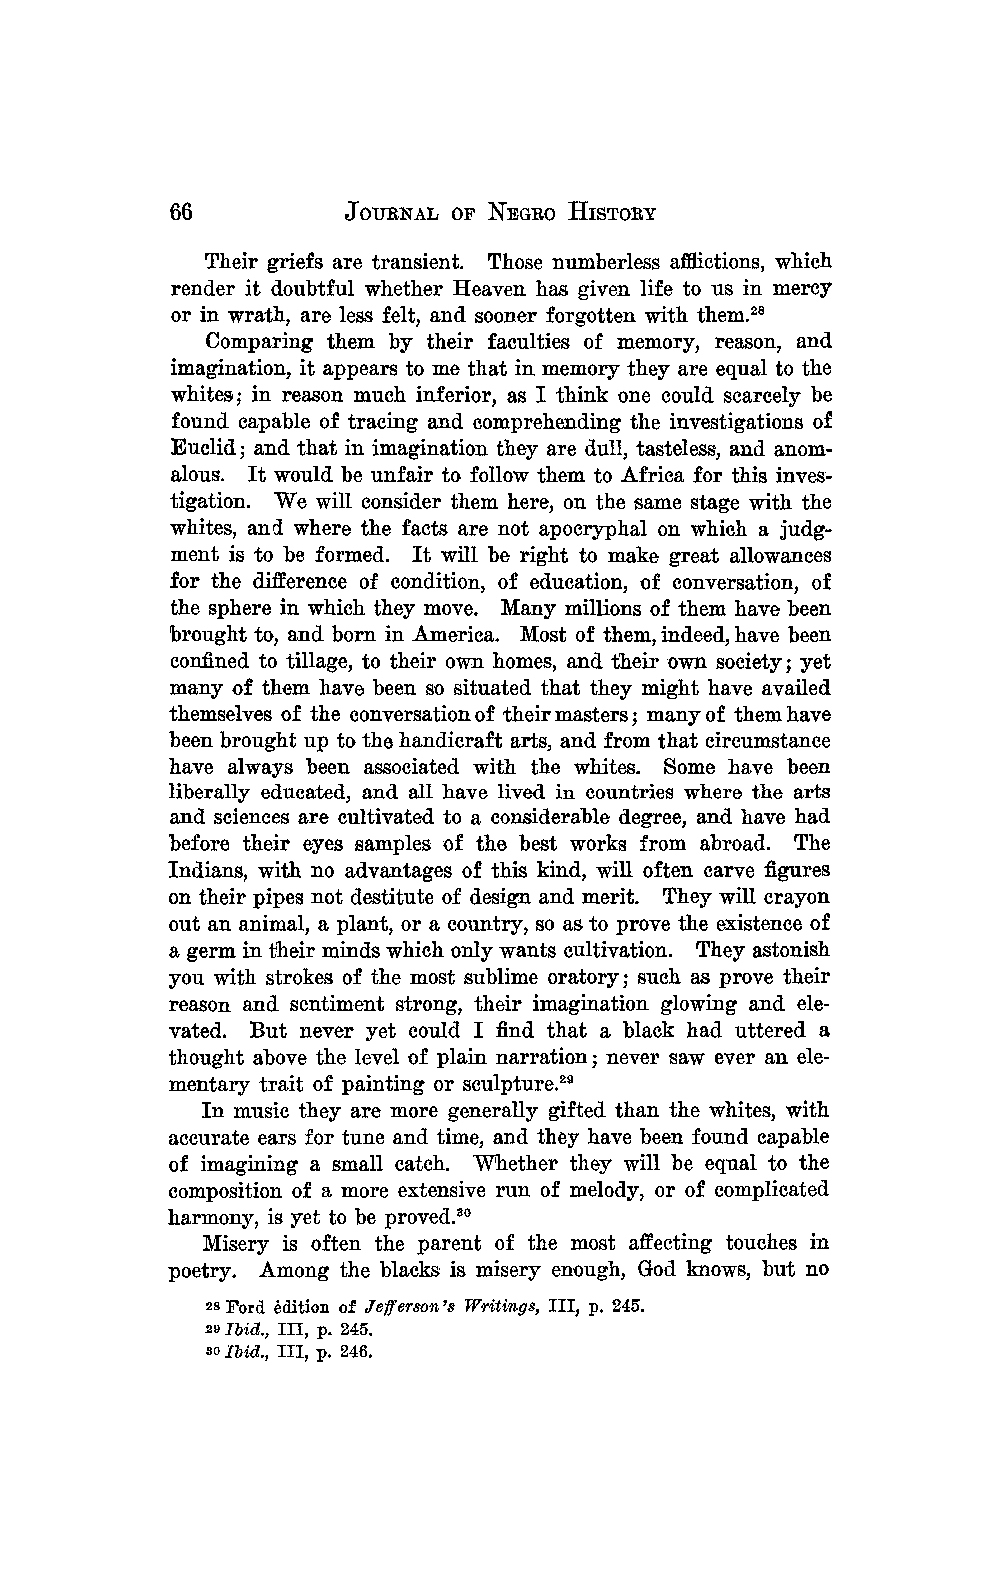 66 JOURNAL OF NEGRO HISTORY
Their griefs are transient. Those numberless afflictions, which
render it doubtful whether Heaven has given life to us in mercy
or in wrath, are less felt, and sooner forgotten with them.²⁸
Comparing them by their faculties of memory, reason, and
imagination, it appears to me that in memory they are equal to the
whites; in reason much inferior, as I think one could scarcely be
found capable of tracing and comprehending the investigations of
Euclid; and that in imagination they are dull, tasteless, and anom-
alous. It would be unfair to follow them to Africa for this inves-
tigation. We will consider them here, on the same stage with the
whites, and where the facts are not apocryphal on which a judg-
ment is to be formed. It will be right to make great allowances
for the difference of condition, of education, of conversation, of
the sphere in which they move. Many millions of them have been
brought to, and born in America. Most of them, indeed, have been
confined to tillage, to their own homes, and their own society; yet
many of them have been so situated that they might have availed
themselves of the conversation of their masters; many of them have
been brought up to the handicraft arts, and from that circumstance
have always been associated with the whites. Some have been
liberally educated, and all have lived in countries where the arts
and sciences are cultivated to a considerable degree, and have had
before their eyes samples of the best works from abroad. The
Indians, with no advantages of this kind, will often carve figures
on their pipes not destitute of design and merit. They will crayon
out an animal, a plant, or a country, so as to prove the existence of
a germ in their minds which only wants cultivation. They astonish
you with strokes of the most sublime oratory; such as prove their
reason and sentiment strong, their imagination glowing and ele-
vated. But never yet could I find that a black had uttered a
thought above the level of plain narration; never saw ever an ele-
mentary trait of painting or sculpture.²⁹
In music they are more generally gifted than the whites, with
accurate ears for tune and time, and they have been found capable
of imagining a small catch. Whether they will be equal to the
composition of a more extensive run of melody, or of complicated
harmony, is yet to be proved.³⁰
Misery is often the parent of the most affecting touches in
poetry. Among the blacks is misery enough, God knows, but no
²⁸ Ford edition of Jefferson's Writings, III, p. 245.
²⁹ Ibid., III, p. 245.
³⁰ Ibid., III, p. 246.